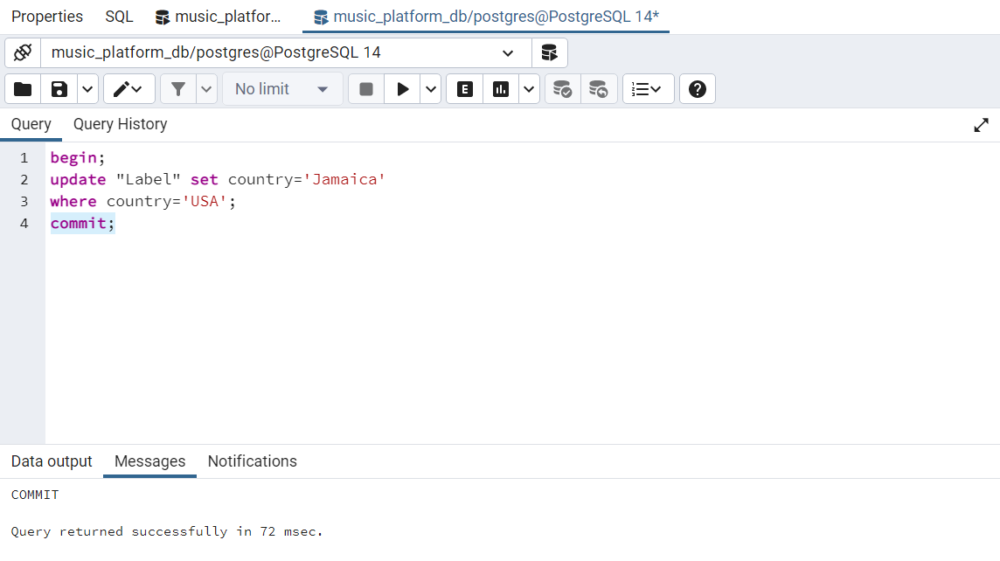 Properties SQL music_platfor... music_platform_db/postgres@PostgreSQL 14*
music_platform_db/postgres@PostgreSQL 14
No limit E
Query Query History
1 begin;
2 update "Label" set country='Jamaica'
3 where country='USA';
4 commit;
Data output Messages Notifications
COMMIT
Query returned successfully in 72 msec.